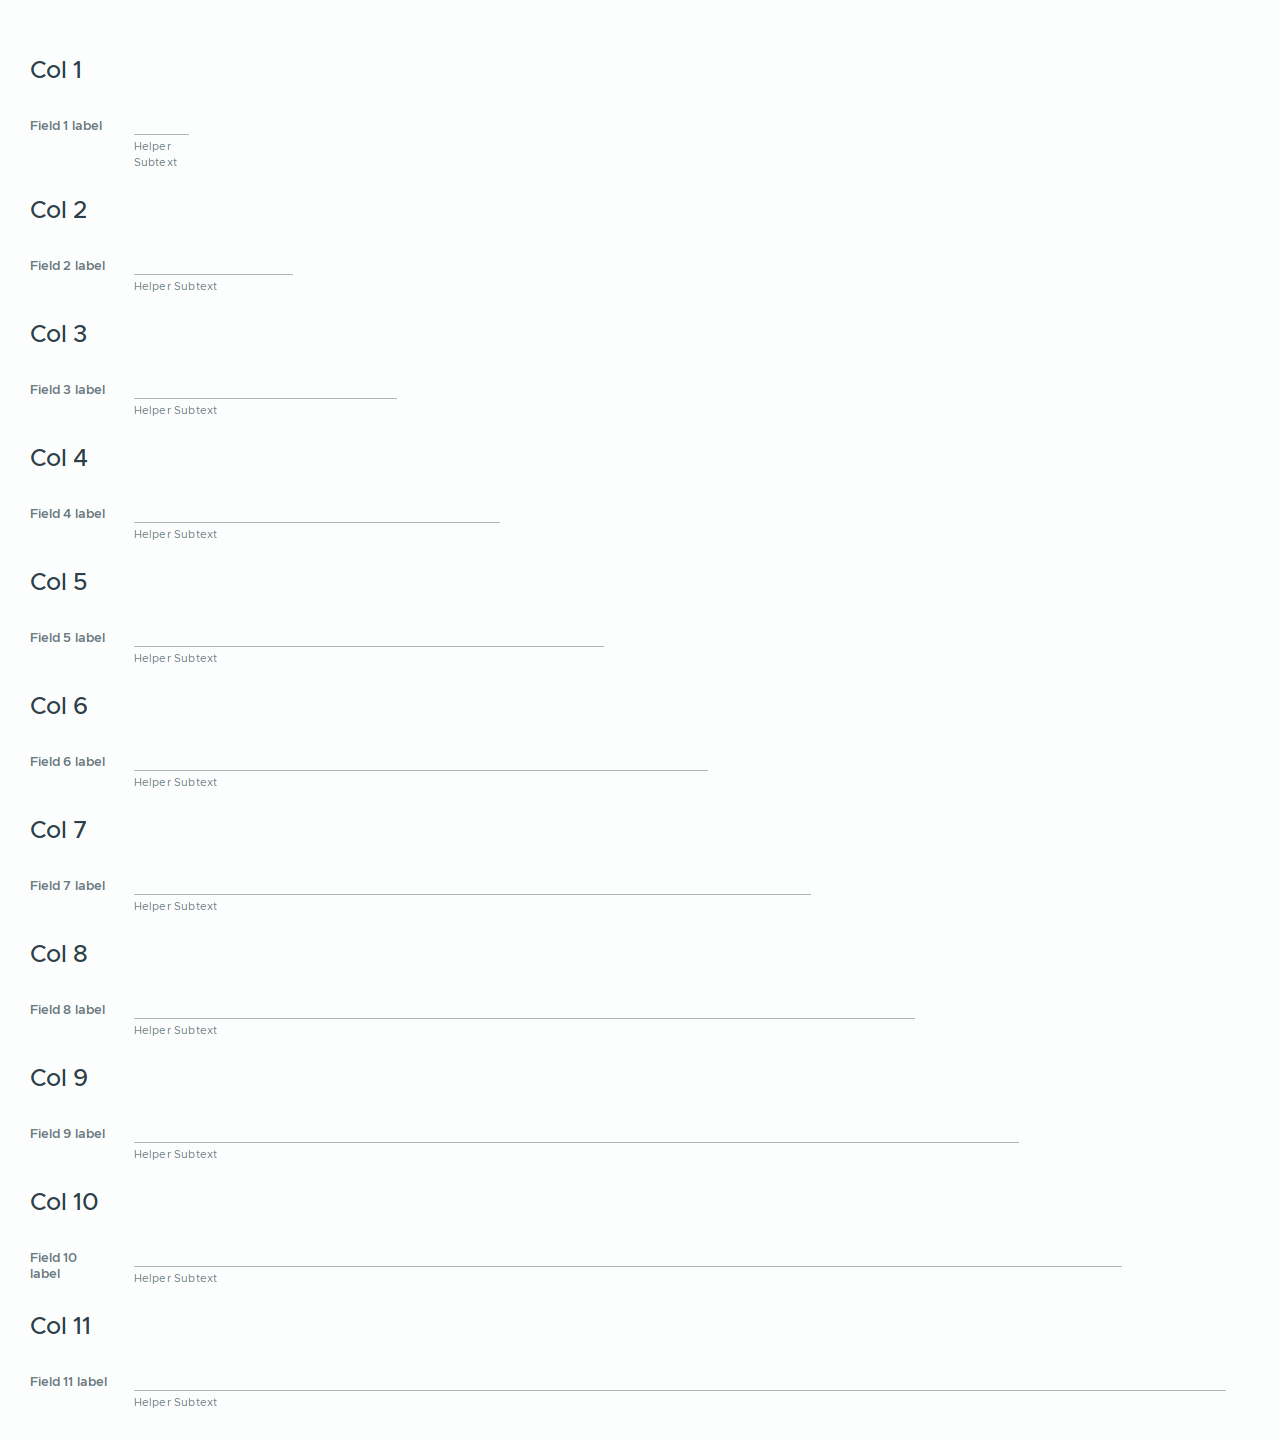 Col 1
Field 1 label
Helper
Subtext
Col 2
Field 2 label
Helper Subtext
Col 3
Field 3 label
Helper Subtext
Col 4
Field 4 label
Helper Subtext
Col 5
Field 5 label
Helper Subtext
Col 6
Field 6 label
Helper Subtext
Col 7
Field 7 label
Helper Subtext
Col 8
Field 8 label
Helper Subtext
Col 9
Field 9 label
Helper Subtext
Col 10
Field 10
label
Helper Subtext
Col 11
Field 11 label
Helper Subtext